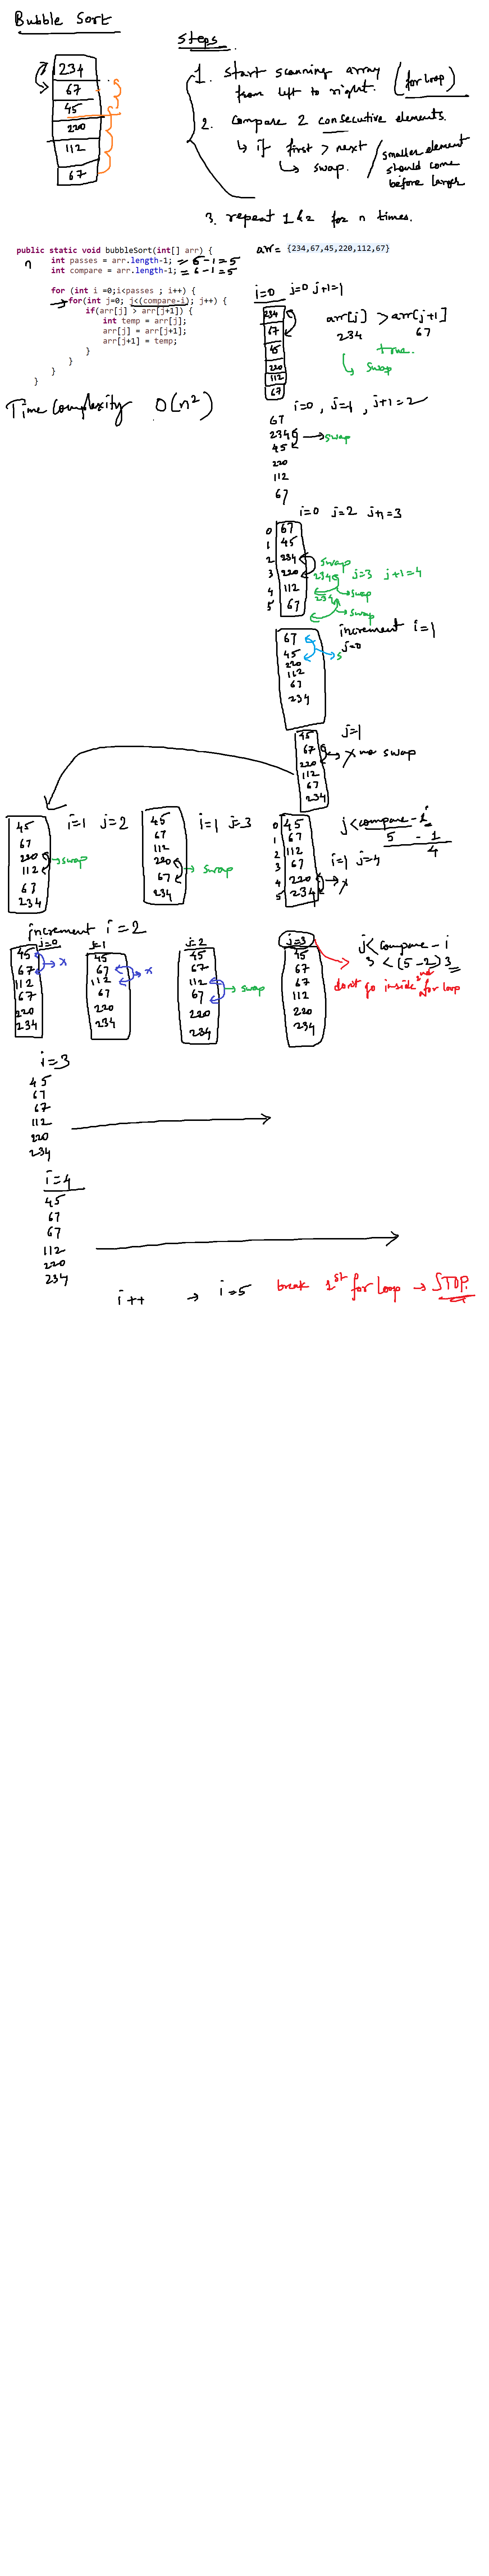 Bubble Sort
234
67
45
220
112
67
Steps
1. start scanning array (for loop)
from left to right.
2. Compare 2 consecutive elements.
↳ if first > next
↳ swap.
smaller element
should come
before larger
3. repeat 1 & 2 for n times.
public static void bubbleSort(int[] arr) {
n int passes = arr.length-1; = 6-1=5
int compare = arr.length-1; = 6-1=5
for (int i =0;i<passes ; i++) {
for(int j=0; j<(compare-i); j++) {
if(arr[j] > arr[j+1]) {
int temp = arr[j];
arr[j] = arr[j+1];
arr[j+1] = temp;
}
}
}
}
Time Complexity O(n²)
arr = {234,67,45,220,112,67}
i=0 j=0 j+1=1
234
67
45
220
112
67
arr[j] > arr[j+1]
234 67
true.
↳ swap
i=0, j=1, j+1=2
67
234
45 → swap
220
112
67
i=0 j=2 j+1=3
0 67
1 45
2 234 swap
3 220 234 j=3 j+1=4
4 112 234 swap
5 67 swap
increment i=1
j=0
67
45 s
220
112
67
234
j=1
45
67
220 → x no swap
112
67
234
i=1 j=2
45
67
220 → swap
112
67
234
i=1 j=3
45
67
112
220
67 → swap
234
0 45
1 67
2 112
3 67
4 220
5 234 x
j<compare-i
5 - 1
4
i=1 j=4
increment i=2
j=0
45
67 → x
112
67
220
234
j=1
45
67
112 → x
67
220
234
j=2
45
67
112
67 → swap
220
234
j=3
45
67
67
112
220
234
j< compare - i
3 < (5-2) 3
dont go inside 2nd for loop
i=3
45
67
67
112
220
234
i=4
45
67
67
112
220
234
i++ → i=5 break 1st for loop → STOP.